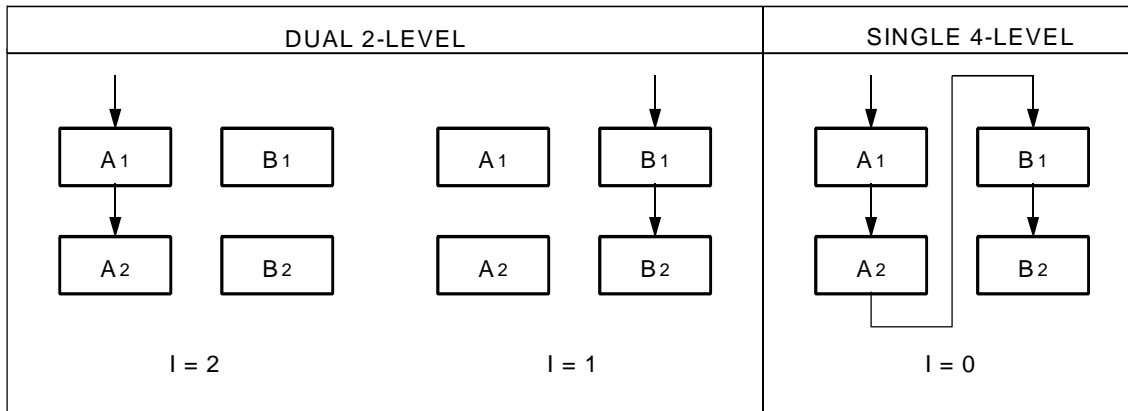 DUAL 2-LEVEL SINGLE 4-LEVEL
A1 B1 A1 B1 A1 B1
A2 B2 A2 B2 A2 B2
I = 2 I = 1 I = 0